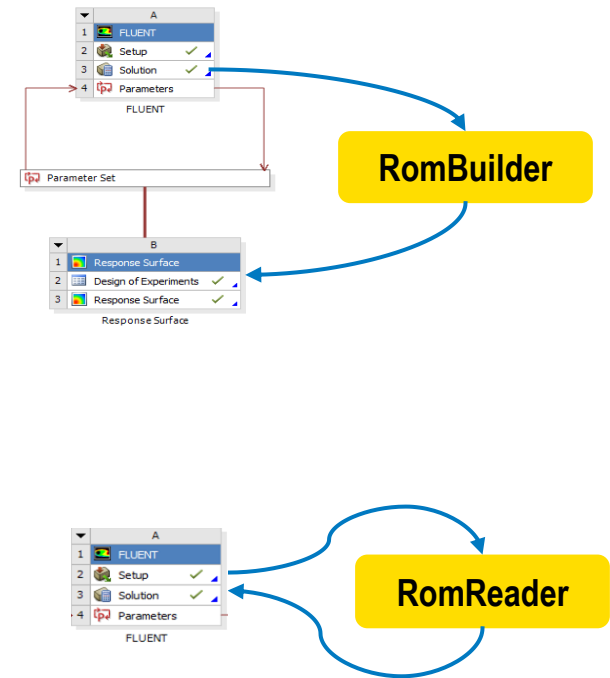 A
1 FLUENT
2 Setup
3 Solution
4 Parameters
FLUENT
RomBuilder
Parameter Set
B
1 Response Surface
2 Design of Experiments
3 Response Surface
Response Surface
A
1 FLUENT
2 Setup
3 Solution
4 Parameters
FLUENT
RomReader